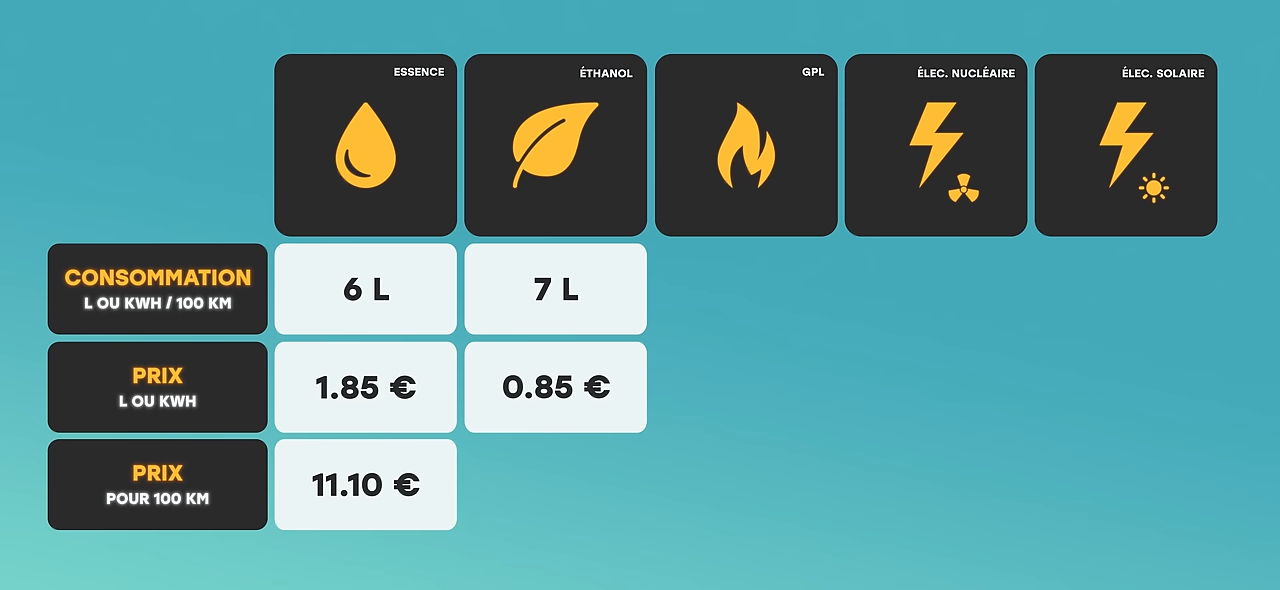 ESSENCE
ÉTHANOL
GPL
ÉLEC. NUCLÉAIRE
ÉLEC. SOLAIRE
CONSOMMATION
L OU KWH / 100 KM
6 L
7 L
PRIX
L OU KWH
1.85 €
0.85 €
PRIX
POUR 100 KM
11.10 €